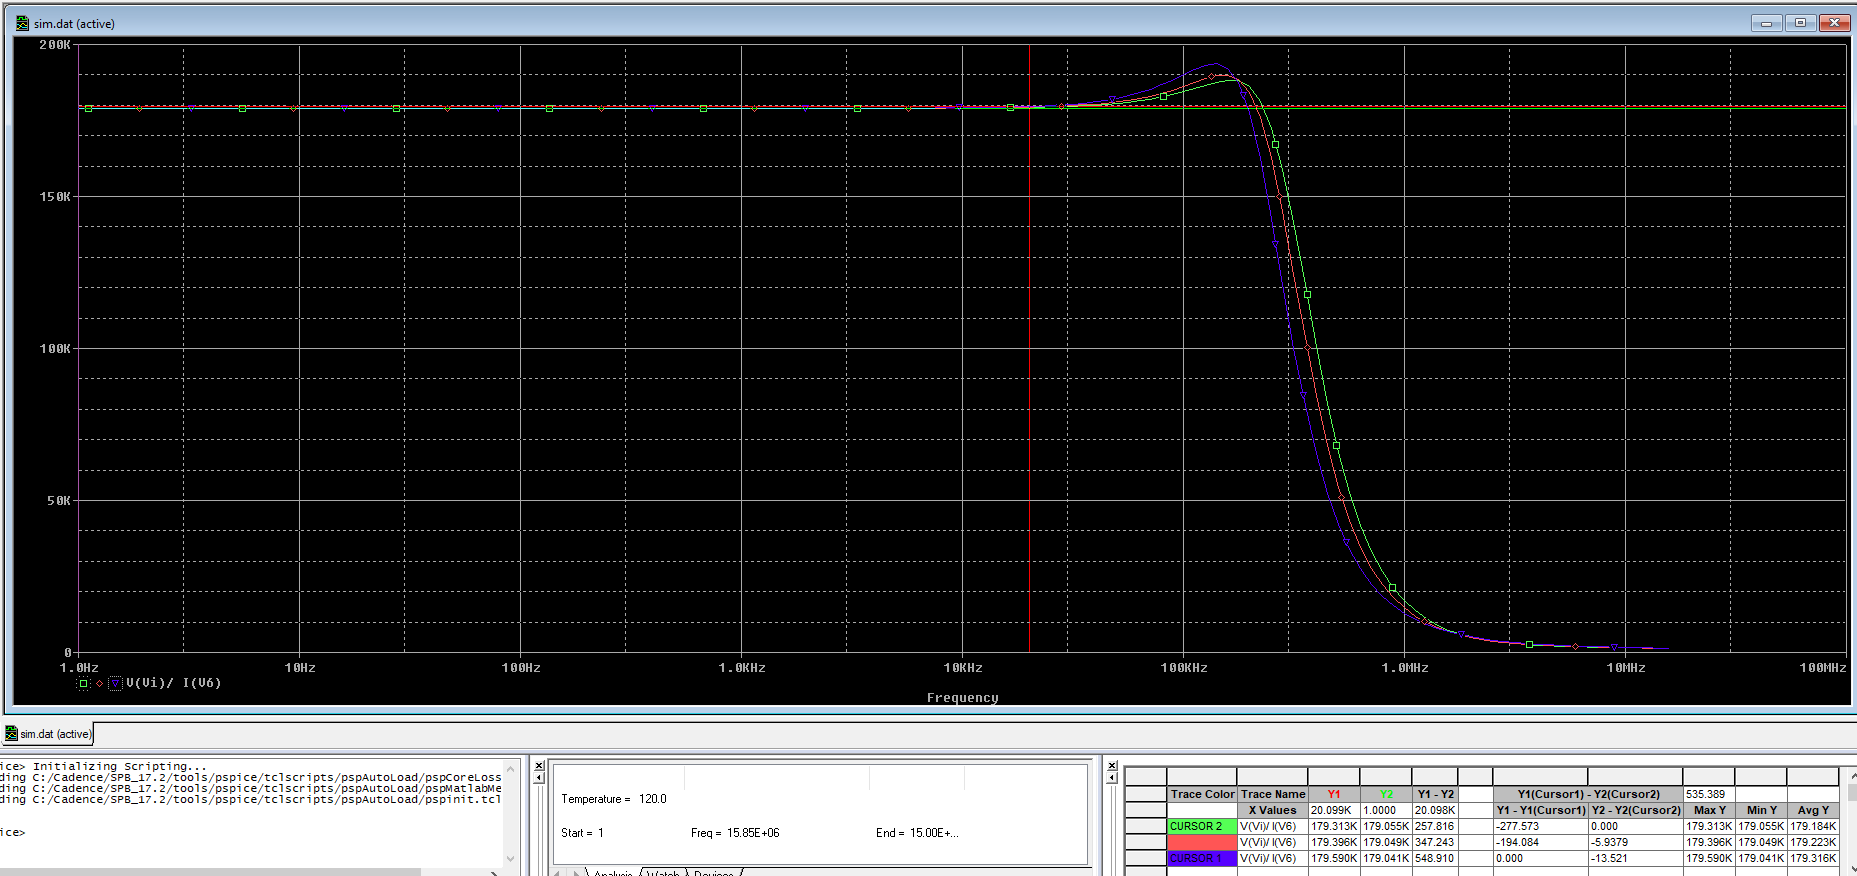 sim.dat (active)
200K
150K
100K
50K
0
1.0Hz 10Hz 100Hz 1.0KHz 10KHz 100KHz 1.0MHz 10MHz 100MHz
V(Vi)/ I(V6)
Frequency
sim.dat (active)
ice> Initializing Scripting...
ding C:/Cadence/SPB_17.2/tools/pspice/tclscripts/pspAutoLoad/pspCoreLoss
ding C:/Cadence/SPB_17.2/tools/pspice/tclscripts/pspAutoLoad/pspMatlabMe
ding C:/Cadence/SPB_17.2/tools/pspice/tclscripts/pspAutoLoad/pspinit.tcl
ice>
Temperature = 120.0
Start = 1 Freq = 15.85E+06 End = 15.00E+...
Analysis Watch Devices
Trace Color Trace Name Y1 Y2 Y1 - Y2 Y1(Cursor1) - Y2(Cursor2) 535.389
X Values 20.099K 1.0000 20.098K Y1 - Y1(Cursor1) Y2 - Y2(Cursor2) Max Y Min Y Avg Y
CURSOR 2 V(Vi)/ I(V6) 179.313K 179.055K 257.816 -277.573 0.000 179.313K 179.055K 179.184K
V(Vi)/ I(V6) 179.396K 179.049K 347.243 -194.084 -5.9379 179.396K 179.049K 179.223K
CURSOR 1 V(Vi)/ I(V6) 179.590K 179.041K 548.910 0.000 -13.521 179.590K 179.041K 179.316K